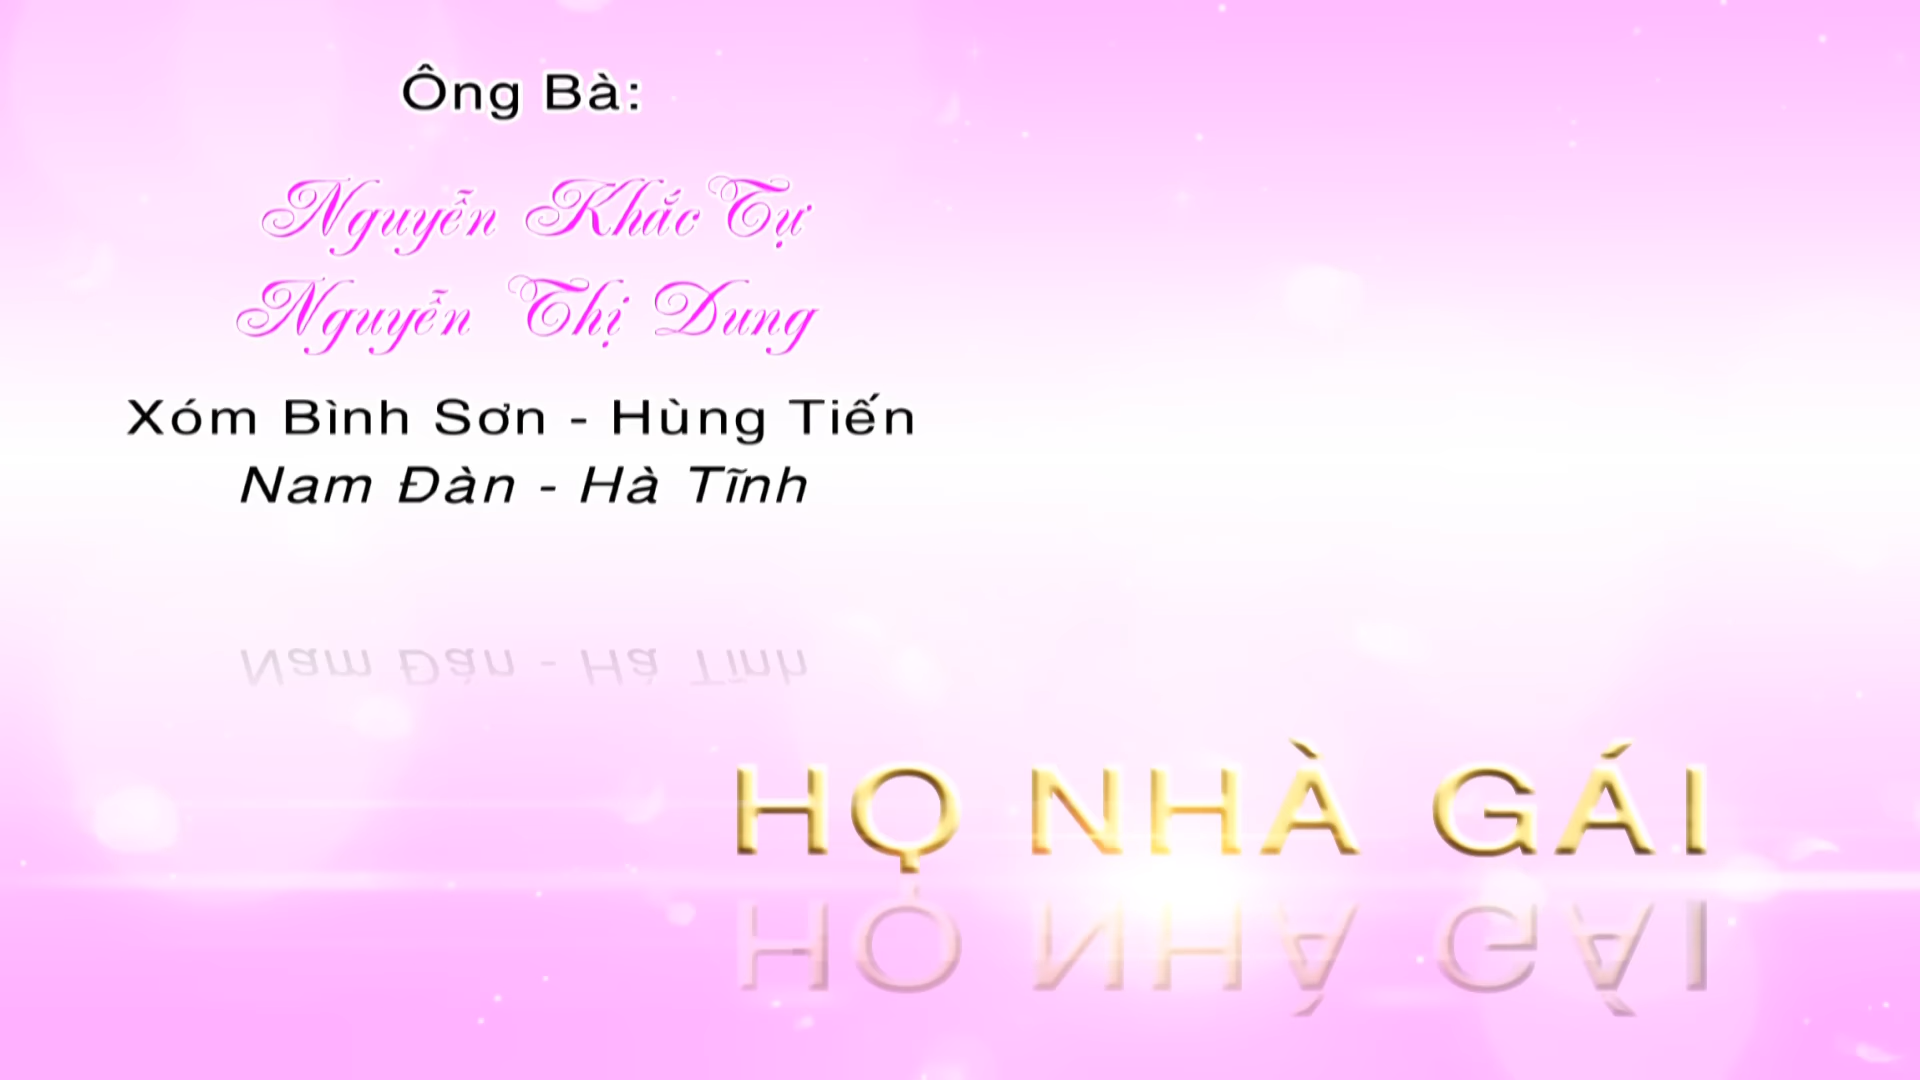 Ông Bà:
Nguyễn Khắc Tự
Nguyễn Thị Dung
Xóm Bình Sơn - Hùng Tiến
Nam Đàn - Hà Tĩnh
HỌ NHÀ GÁI